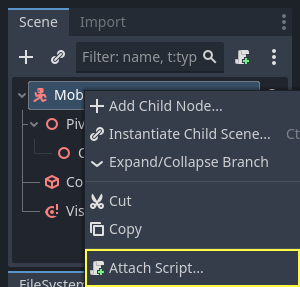 Scene Import
Filter: name, t:typ
Mob
Piv
C
Co
Vis
Add Child Node...
Instantiate Child Scene... Ct
Expand/Collapse Branch
Cut
Copy
Attach Script...
FileSystem